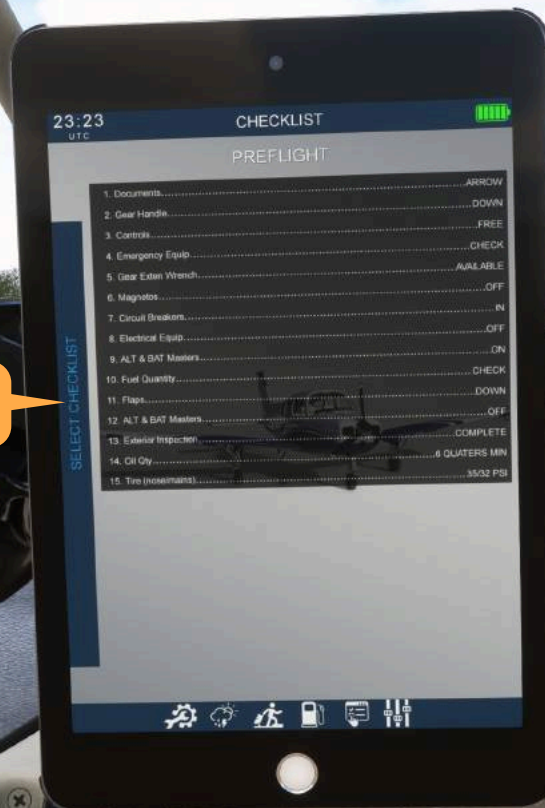 23:23
UTC
CHECKLIST
PREFLIGHT
1. Documents....................ARROW
2. Gear Handle....................DOWN
3. Controls....................FREE
4. Emergency Equip....................CHECK
5. Gear Exten Wrench....................AVAILABLE
6. Magnetos....................OFF
7. Circuit Breakers....................IN
8. Electrical Equip....................OFF
9. ALT & BAT Masters....................ON
10. Fuel Quantity....................CHECK
11. Flaps....................DOWN
12. ALT & BAT Masters....................OFF
13. Exterior Inspection....................COMPLETE
14. Oil Qty....................6 QUATERS MIN
15. Tire (nose/mains)....................35/32 PSI
SELECT CHECKLIST